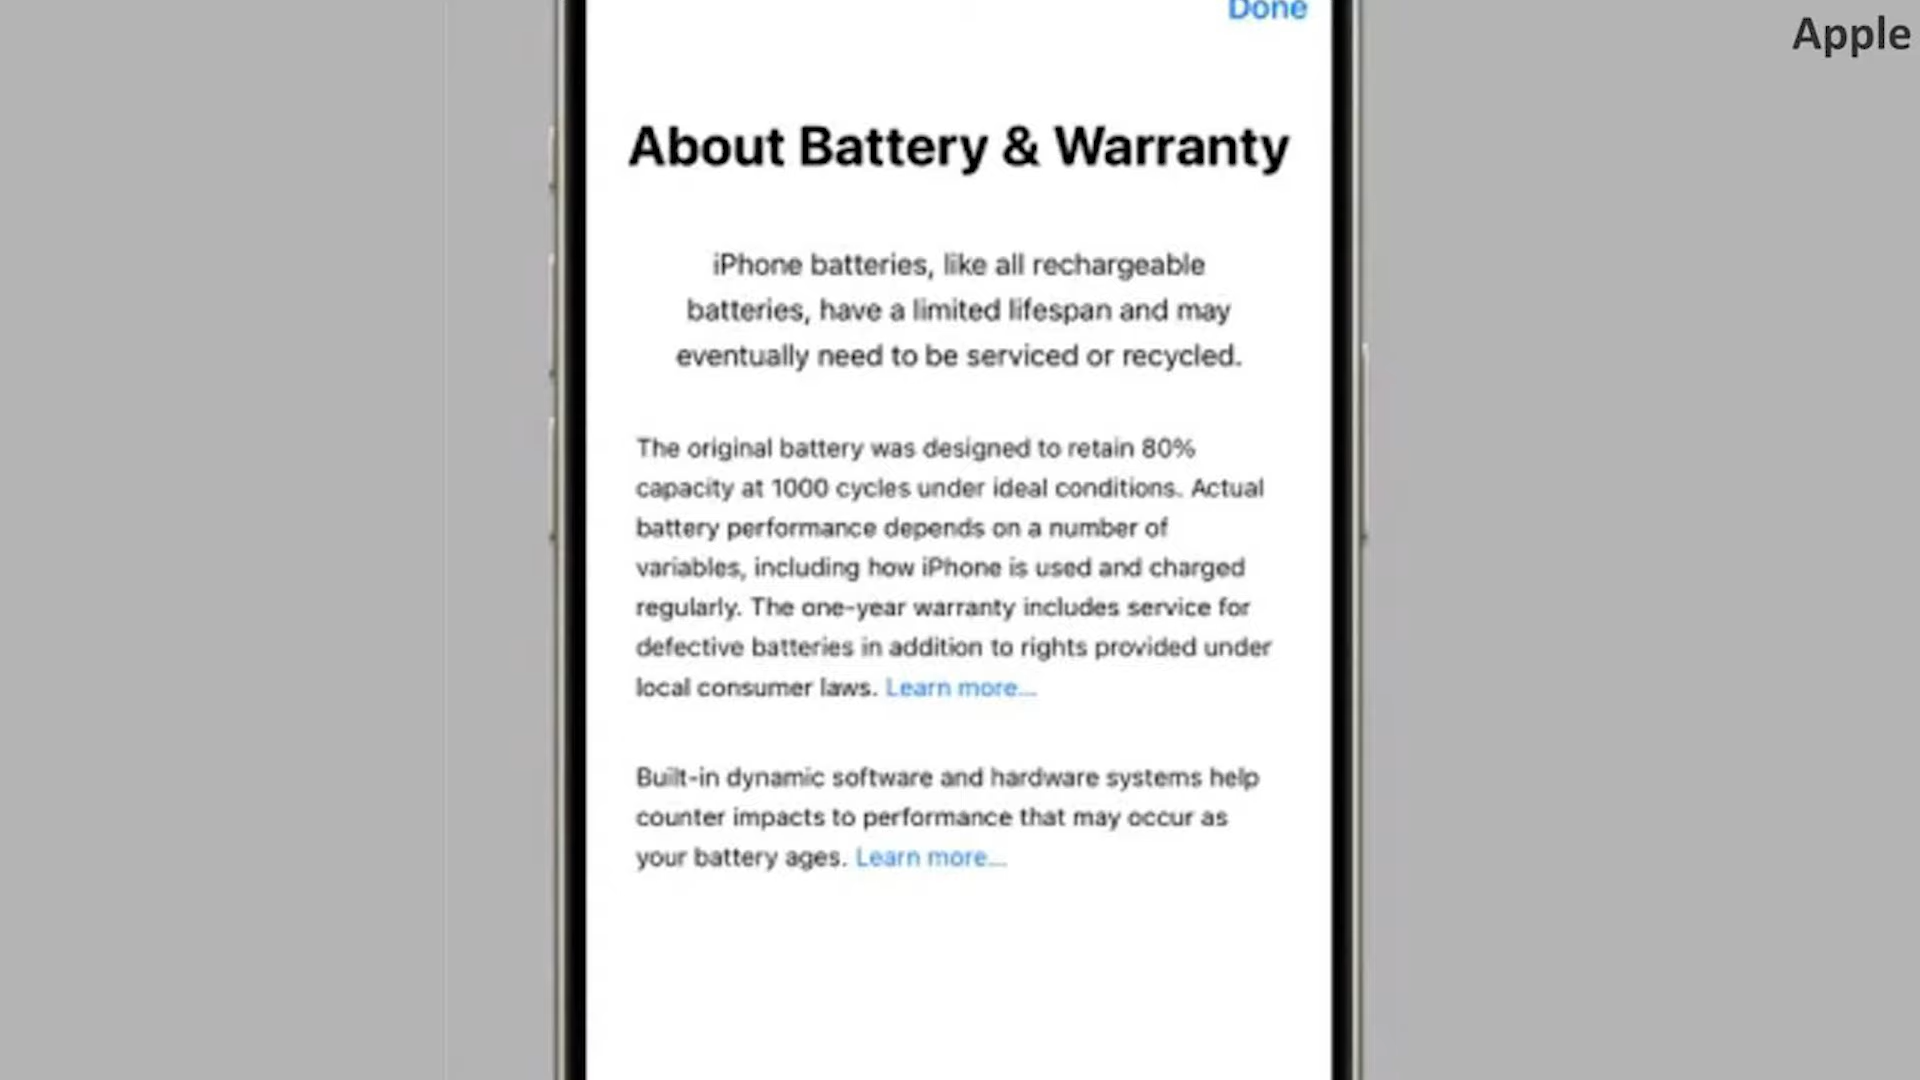 Done
Apple
About Battery & Warranty
iPhone batteries, like all rechargeable
batteries, have a limited lifespan and may
eventually need to be serviced or recycled.
The original battery was designed to retain 80%
capacity at 1000 cycles under ideal conditions. Actual
battery performance depends on a number of
variables, including how iPhone is used and charged
regularly. The one-year warranty includes service for
defective batteries in addition to rights provided under
local consumer laws. Learn more...
Built-in dynamic software and hardware systems help
counter impacts to performance that may occur as
your battery ages. Learn more...